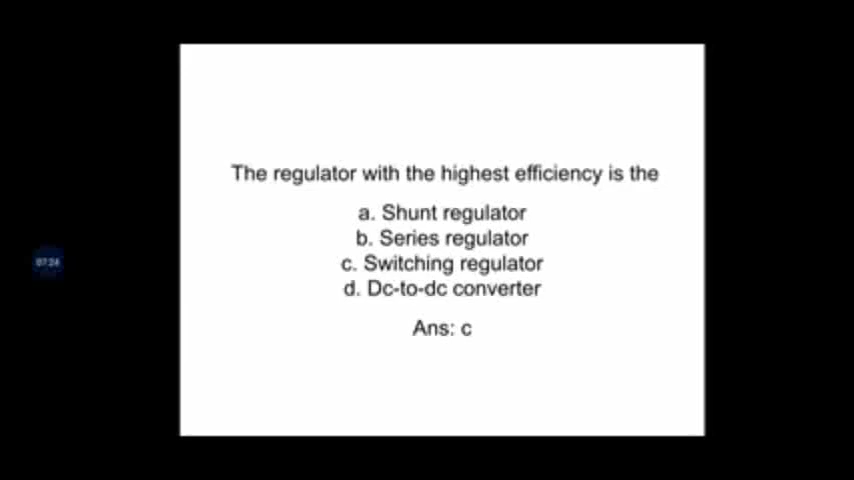 The regulator with the highest efficiency is the
a. Shunt regulator
b. Series regulator
c. Switching regulator
d. Dc-to-dc converter
Ans: c